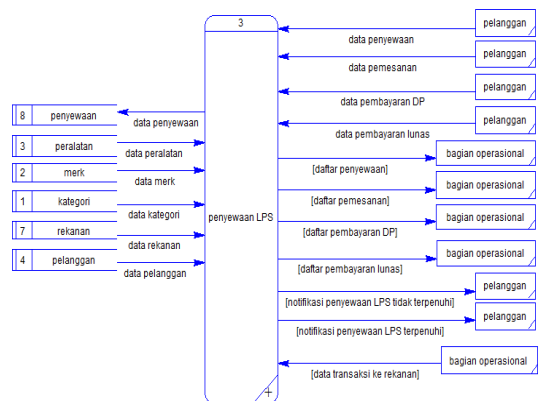 3
pelanggan
data penyewaan
pelanggan
data pemesanan
pelanggan
data pembayaran DP
pelanggan
data pembayaran lunas
8 penyewaan
data penyewaan
3 peralatan
data peralatan
2 merk
data merk
1 kategori
data kategori
7 rekanan
data rekanan
4 pelanggan
data pelanggan
penyewaan LPS
bagian operasional
[daftar penyewaan]
bagian operasional
[daftar pemesanan]
bagian operasional
[daftar pembayaran DP]
bagian operasional
[daftar pembayaran lunas]
pelanggan
[notifikasi penyewaan LPS tidak terpenuhi]
pelanggan
[notifikasi penyewaan LPS terpenuhi]
bagian operasional
[data transaksi ke rekanan]
+